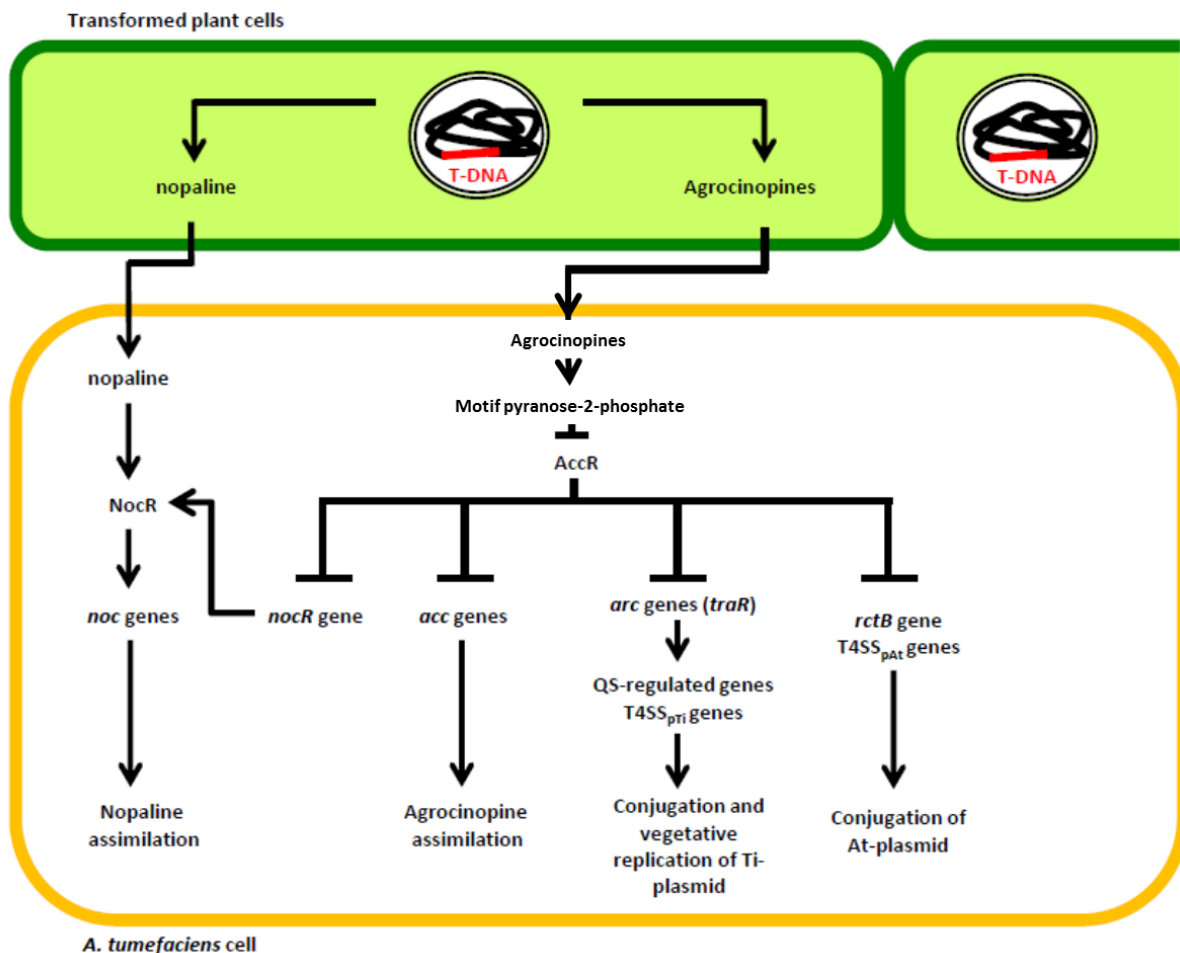 Transformed plant cells
T-DNA
T-DNA
nopaline
Agrocinopines
Agrocinopines
nopaline
Motif pyranose-2-phosphate
AccR
NocR
noc genes
nocR gene
acc genes
arc genes (traR)
rctB gene
T4SSpAt genes
QS-regulated genes
T4SSpTi genes
Nopaline
assimilation
Agrocinopine
assimilation
Conjugation and
vegetative
replication of Ti-
plasmid
Conjugation of
At-plasmid
A. tumefaciens cell